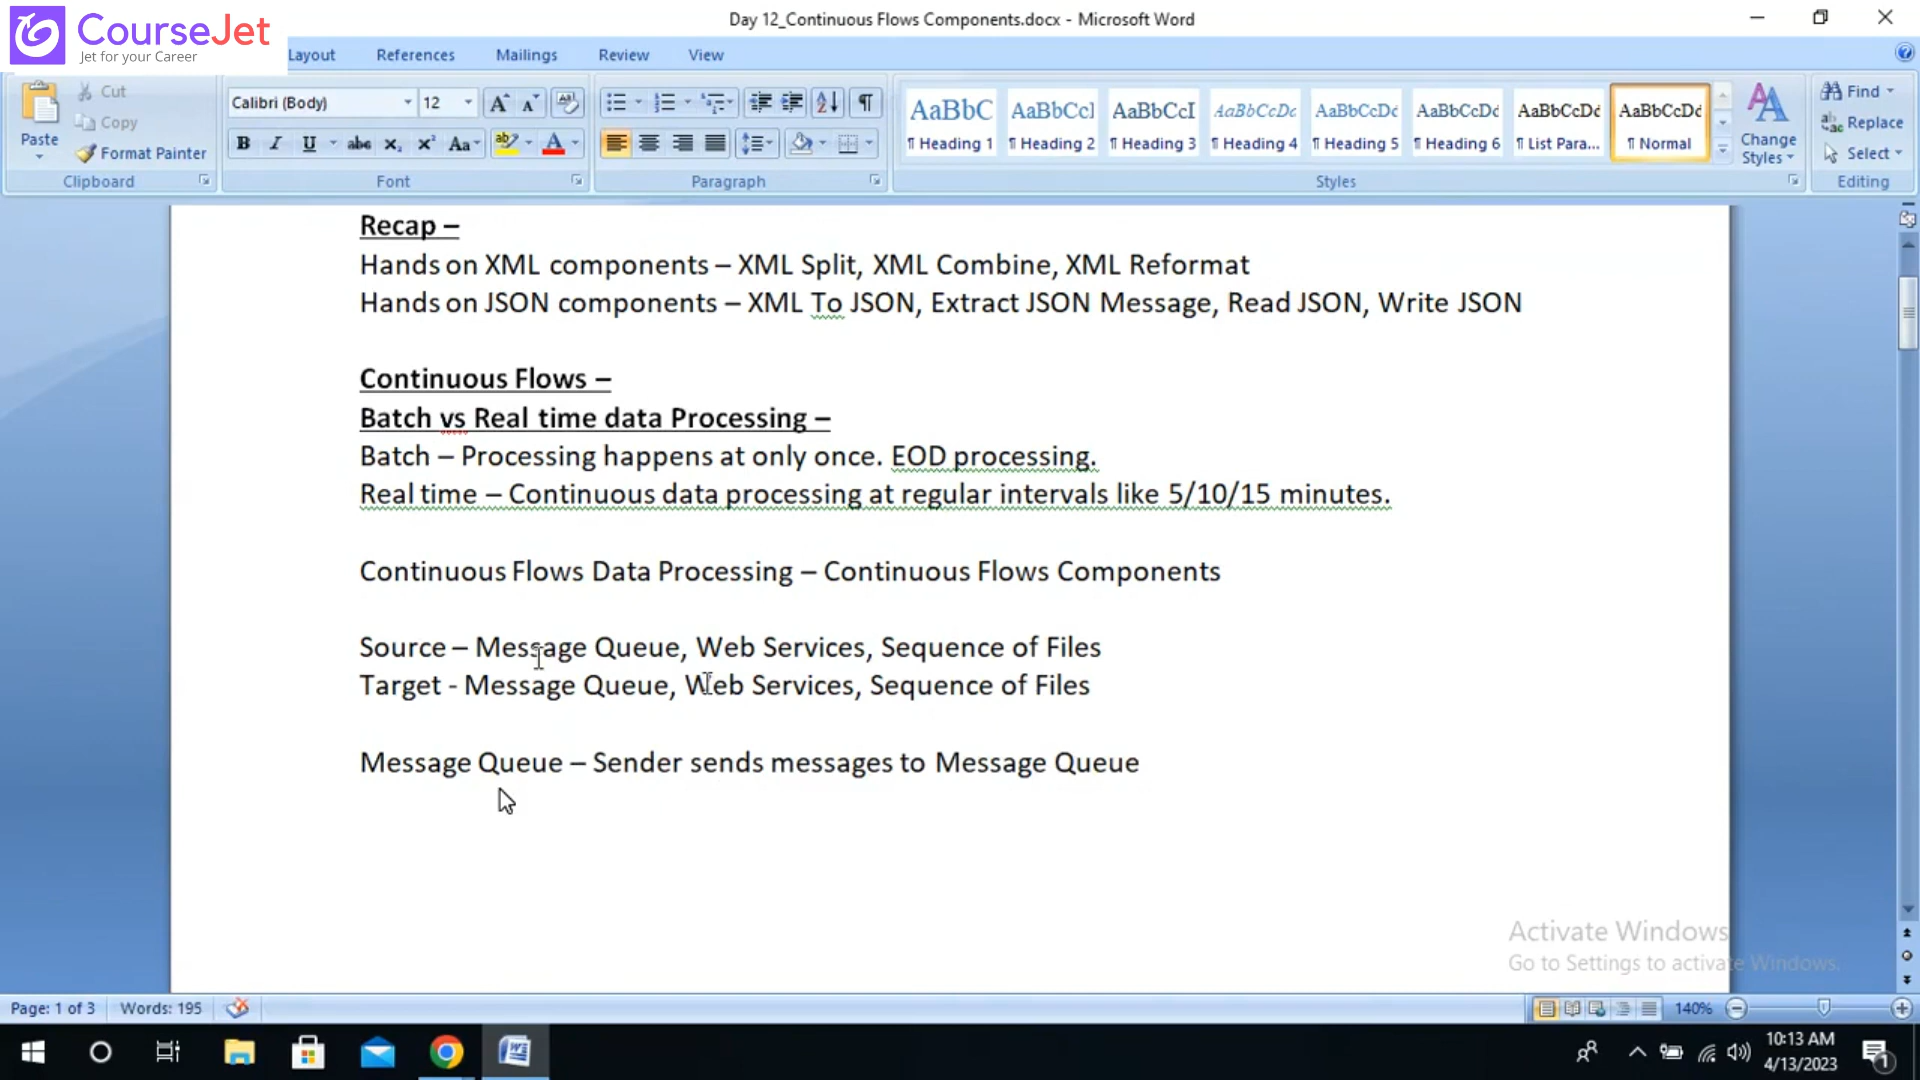 Day 12_Continuous Flows Components.docx - Microsoft Word
CourseJet
Jet for your Career
Layout References Mailings Review View
Paste
Cut
Copy
Format Painter
Calibri (Body) 12
AaBbC AaBbCcI AaBbCcI AaBbCcDc AaBbCcDc AaBbCcDc AaBbCcDc AaBbCcDc
Heading 1 Heading 2 Heading 3 Heading 4 Heading 5 Heading 6 List Para... Normal
Change Styles
Find
Replace
Select
Clipboard Font Paragraph Styles Editing
Recap –
Hands on XML components – XML Split, XML Combine, XML Reformat
Hands on JSON components – XML To JSON, Extract JSON Message, Read JSON, Write JSON
Continuous Flows –
Batch vs Real time data Processing –
Batch – Processing happens at only once. EOD processing.
Real time – Continuous data processing at regular intervals like 5/10/15 minutes.
Continuous Flows Data Processing – Continuous Flows Components
Source – Message Queue, Web Services, Sequence of Files
Target - Message Queue, Web Services, Sequence of Files
Message Queue – Sender sends messages to Message Queue
Activate Windows
Go to Settings to activate Windows.
Page: 1 of 3 Words: 195 140%
10:13 AM
4/13/2023
1